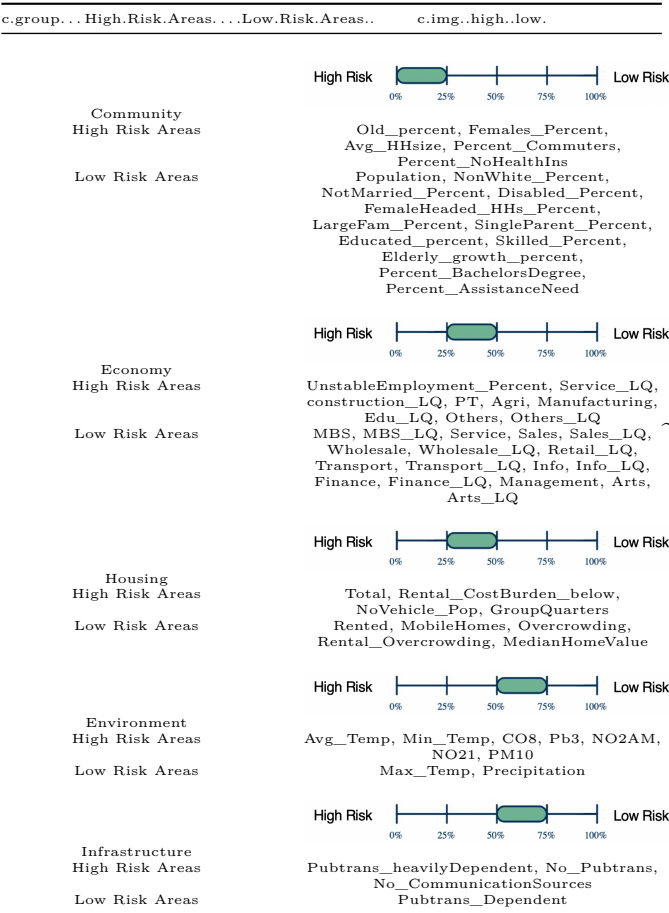 c.group... High.Risk.Areas. ...Low.Risk.Areas.. c.img..high..low.
High Risk Low Risk
0% 25% 50% 75% 100%
Community
High Risk Areas Old_percent, Females_Percent,
Avg_HHsize, Percent_Commuters,
Percent_NoHealthIns
Low Risk Areas Population, NonWhite_Percent,
NotMarried_Percent, Disabled_Percent,
FemaleHeaded_HHs_Percent,
LargeFam_Percent, SingleParent_Percent,
Educated_percent, Skilled_Percent,
Elderly_growth_percent,
Percent_BachelorsDegree,
Percent_AssistanceNeed
High Risk Low Risk
0% 25% 50% 75% 100%
Economy
High Risk Areas UnstableEmployment_Percent, Service_LQ,
construction_LQ, PT, Agri, Manufacturing,
Edu_LQ, Others, Others_LQ
Low Risk Areas MBS, MBS_LQ, Service, Sales, Sales_LQ,
Wholesale, Wholesale_LQ, Retail_LQ,
Transport, Transport_LQ, Info, Info_LQ,
Finance, Finance_LQ, Management, Arts,
Arts_LQ
High Risk Low Risk
0% 25% 50% 75% 100%
Housing
High Risk Areas Total, Rental_CostBurden_below,
NoVehicle_Pop, GroupQuarters
Low Risk Areas Rented, MobileHomes, Overcrowding,
Rental_Overcrowding, MedianHomeValue
High Risk Low Risk
0% 25% 50% 75% 100%
Environment
High Risk Areas Avg_Temp, Min_Temp, CO8, Pb3, NO2AM,
NO21, PM10
Low Risk Areas Max_Temp, Precipitation
High Risk Low Risk
0% 25% 50% 75% 100%
Infrastructure
High Risk Areas Pubtrans_heavilyDependent, No_Pubtrans,
No_CommunicationSources
Low Risk Areas Pubtrans_Dependent